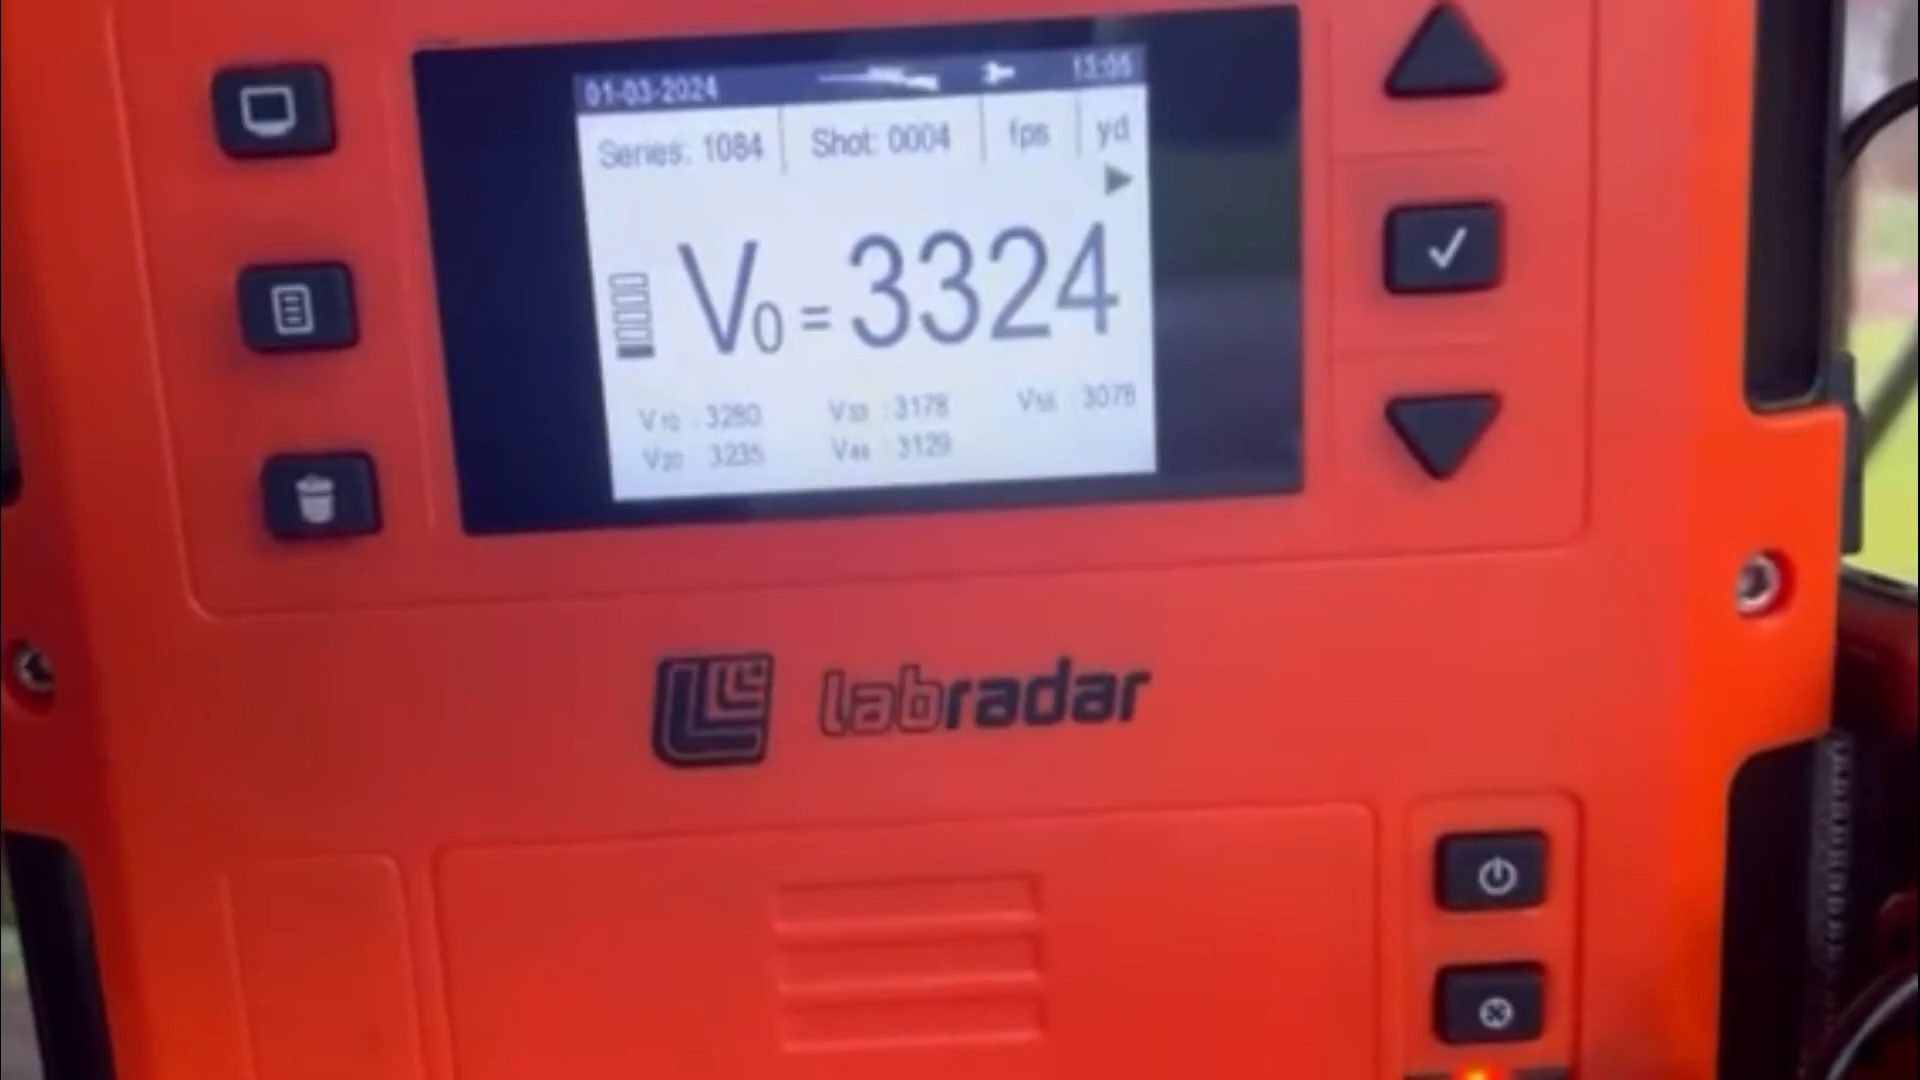 01-03-2024 13:05
Series: 1084 Shot: 0004 fps yd
V0 = 3324
V10 : 3280 V33 : 3178 V55 : 3078
V20 3235 V44 : 3129
labradar